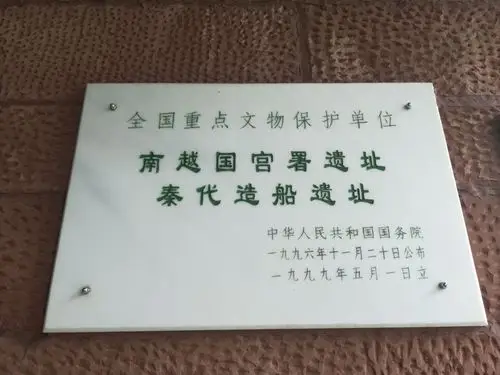 全国重点文物保护单位
南越国宫署遗址
秦代造船遗址
中华人民共和国国务院
一九九六年十一月二十日公布
一九九九年五月一日立